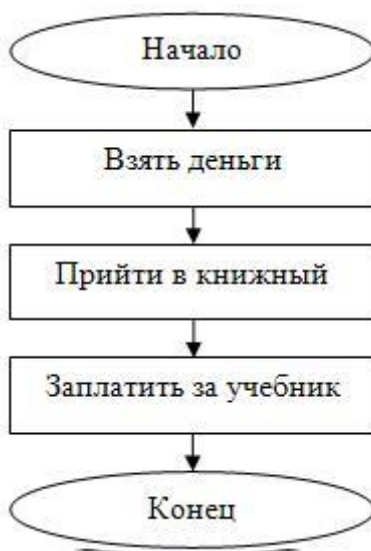 Начало
Взять деньги
Прийти в книжный
Заплатить за учебник
Конец